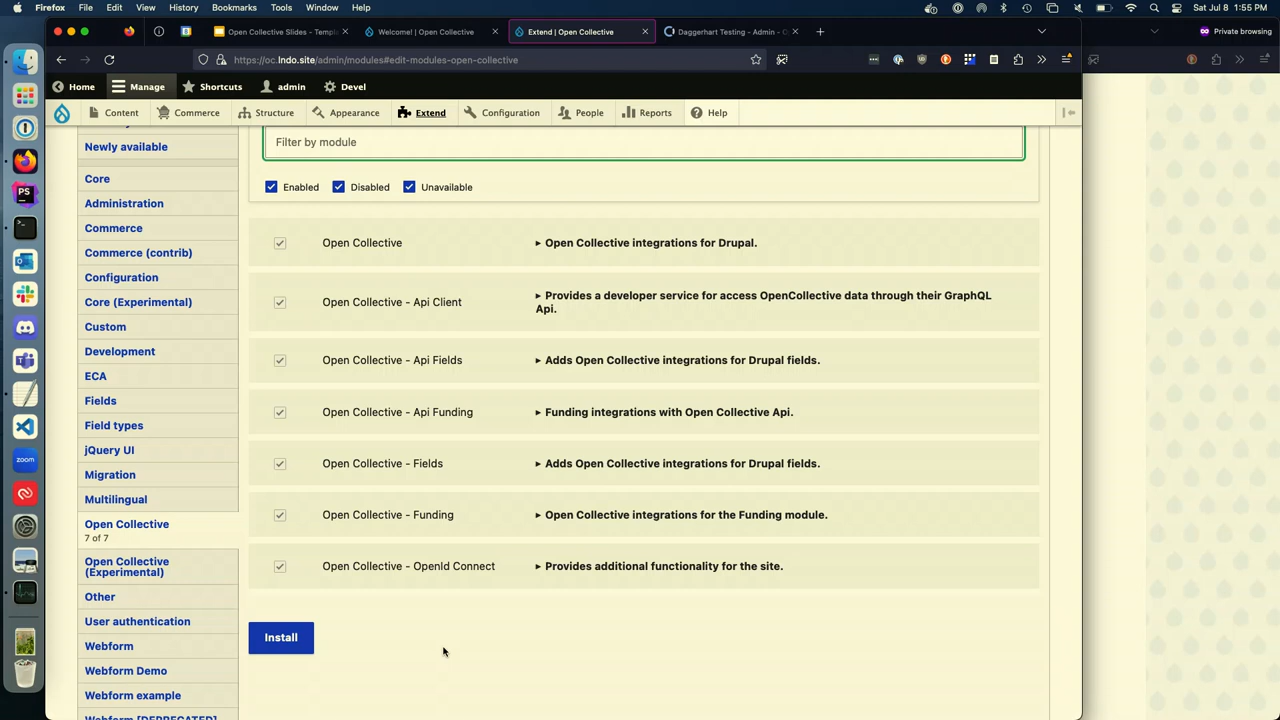 Firefox File Edit View History Bookmarks Tools Window Help Sat Jul 8 1:55 PM
Open Collective Slides - Templa Welcome! | Open Collective Extend | Open Collective Daggerhart Testing - Admin - O Private browsing
https://oc.lndo.site/admin/modules#edit-modules-open-collective
Home Manage Shortcuts admin Devel
Content Commerce Structure Appearance Extend Configuration People Reports Help
Newly available
Core
Administration
Commerce
Commerce (contrib)
Configuration
Core (Experimental)
Custom
Development
ECA
Fields
Field types
jQuery UI
Migration
Multilingual
Open Collective
7 of 7
Open Collective
(Experimental)
Other
User authentication
Webform
Webform Demo
Webform example
Webform [DEPRECATED]
Filter by module
Enabled Disabled Unavailable
Open Collective ▸ Open Collective integrations for Drupal.
Open Collective - Api Client ▸ Provides a developer service for access OpenCollective data through their GraphQL
Api.
Open Collective - Api Fields ▸ Adds Open Collective integrations for Drupal fields.
Open Collective - Api Funding ▸ Funding integrations with Open Collective Api.
Open Collective - Fields ▸ Adds Open Collective integrations for Drupal fields.
Open Collective - Funding ▸ Open Collective integrations for the Funding module.
Open Collective - OpenId Connect ▸ Provides additional functionality for the site.
Install
PS
zoom